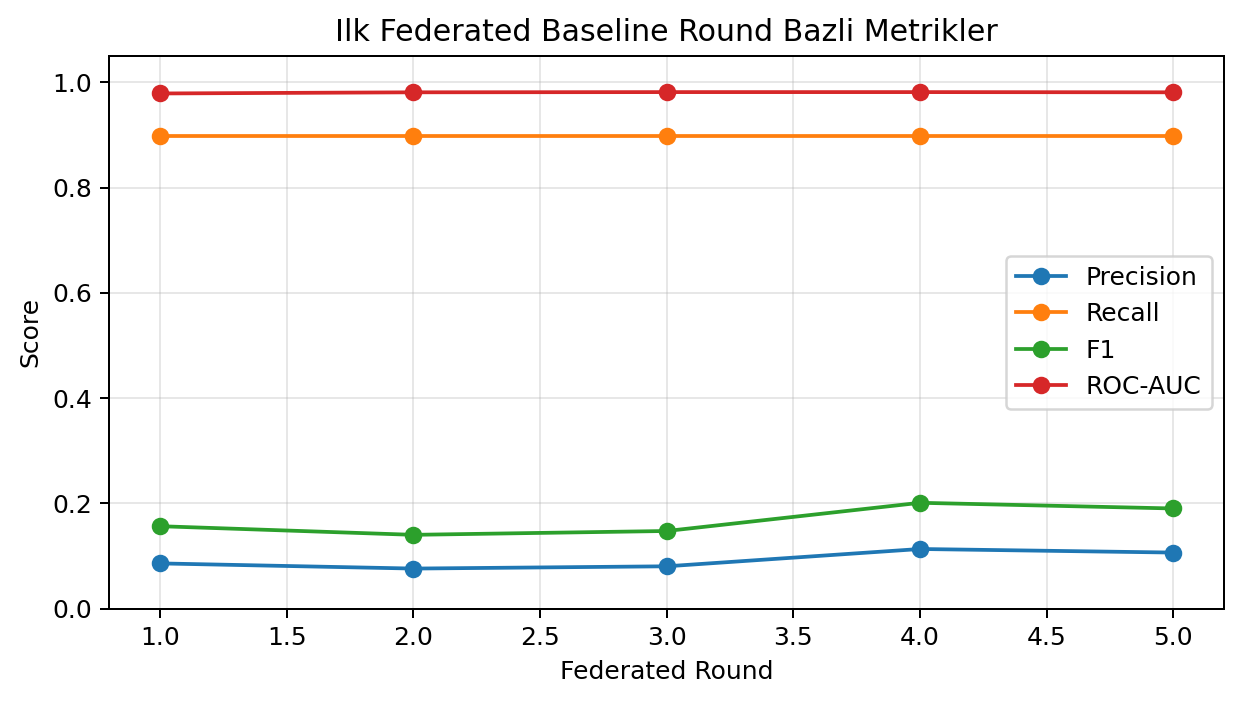 Ilk Federated Baseline Round Bazli Metrikler
1.0
0.8
0.6
0.4
0.2
0.0
Score
Precision
Recall
F1
ROC-AUC
1.0 1.5 2.0 2.5 3.0 3.5 4.0 4.5 5.0
Federated Round